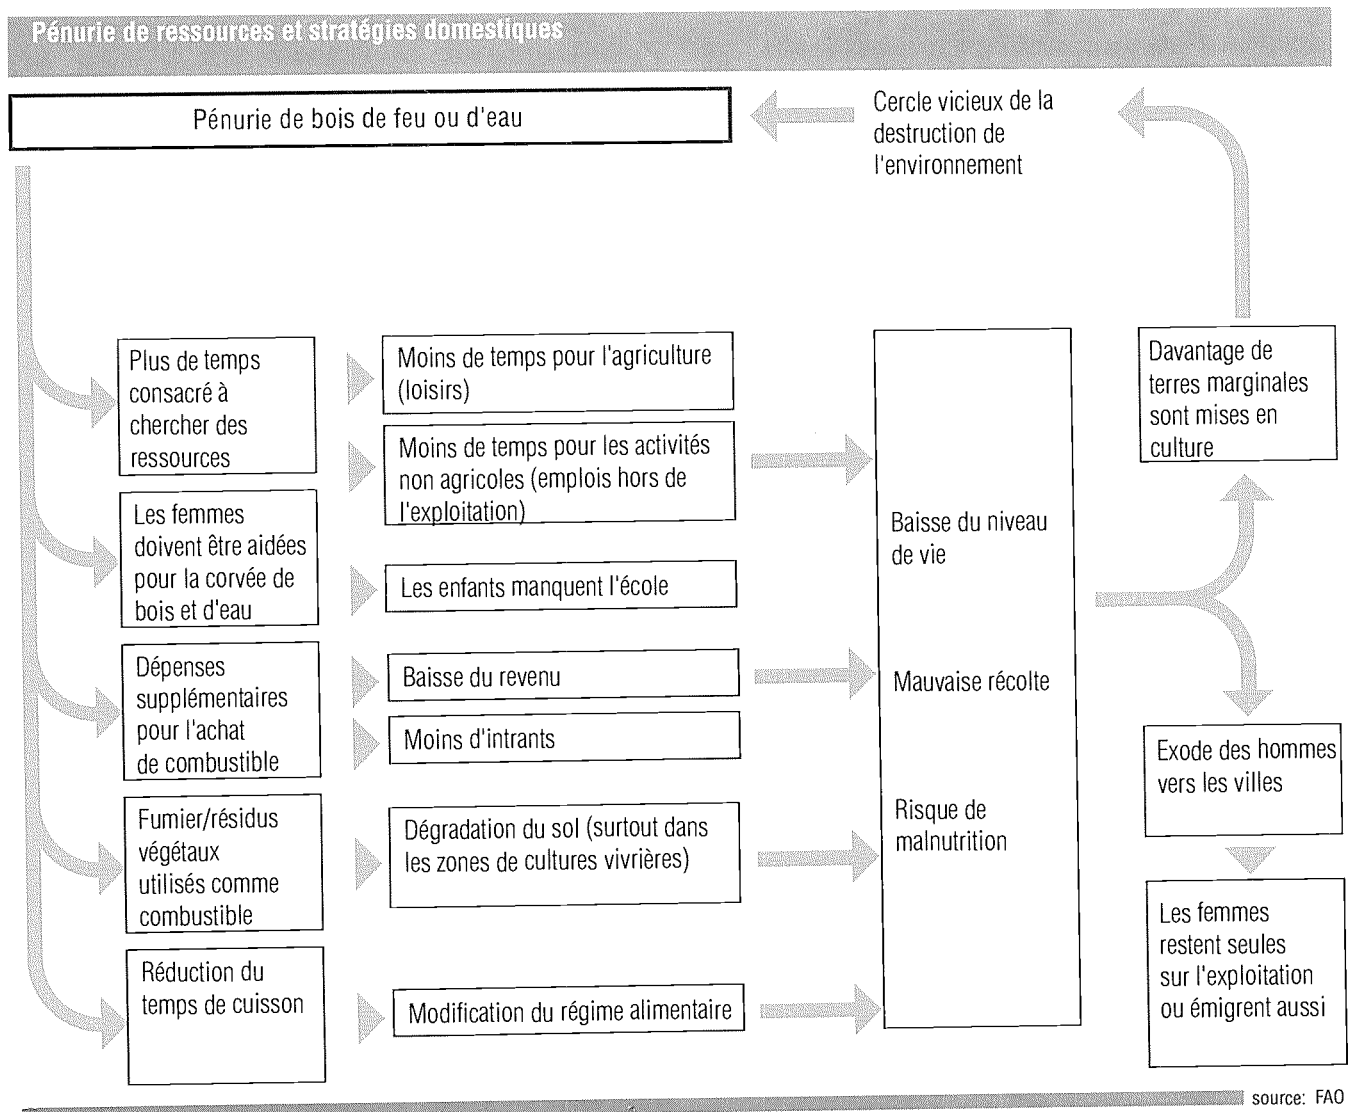 Pénurie de ressources et stratégies domestiques
Pénurie de bois de feu ou d'eau
Cercle vicieux de la
destruction de
l'environnement
Plus de temps
consacré à
chercher des
ressources
Moins de temps pour l'agriculture
(loisirs)
Moins de temps pour les activités
non agricoles (emplois hors de
l'exploitation)
Les femmes
doivent être aidées
pour la corvée de
bois et d'eau
Les enfants manquent l'école
Dépenses
supplémentaires
pour l'achat
de combustible
Baisse du revenu
Moins d'intrants
Fumier/résidus
végétaux
utilisés comme
combustible
Dégradation du sol (surtout dans
les zones de cultures vivrières)
Réduction du
temps de cuisson
Modification du régime alimentaire
Baisse du niveau
de vie
Mauvaise récolte
Risque de
malnutrition
Davantage de
terres marginales
sont mises en
culture
Exode des hommes
vers les villes
Les femmes
restent seules
sur l'exploitation
ou émigrent aussi
source: FAO